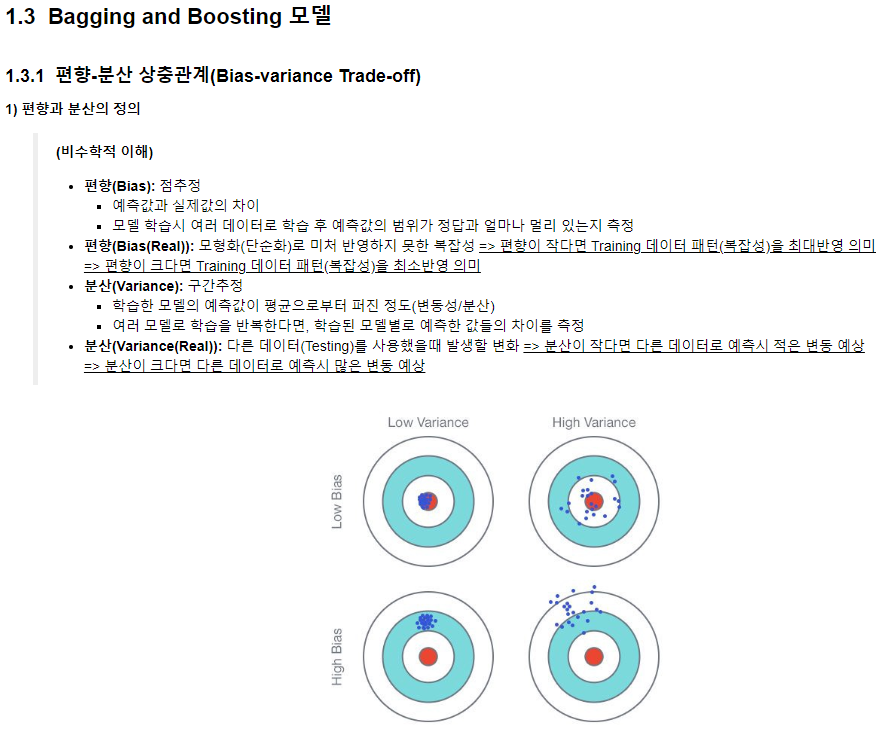 1.3 Bagging and Boosting 모델
1.3.1 편향-분산 상충관계(Bias-variance Trade-off)
1) 편향과 분산의 정의
(비수학적 이해)
• 편향(Bias): 점추정
▪ 예측값과 실제값의 차이
▪ 모델 학습시 여러 데이터로 학습 후 예측값의 범위가 정답과 얼마나 멀리 있는지 측정
• 편향(Bias(Real)): 모형화(단순화)로 미처 반영하지 못한 복잡성 => 편향이 작다면 Training 데이터 패턴(복잡성)을 최대반영 의미
=> 편향이 크다면 Training 데이터 패턴(복잡성)을 최소반영 의미
• 분산(Variance): 구간추정
▪ 학습한 모델의 예측값이 평균으로부터 퍼진 정도(변동성/분산)
▪ 여러 모델로 학습을 반복한다면, 학습된 모델별로 예측한 값들의 차이를 측정
• 분산(Variance(Real)): 다른 데이터(Testing)를 사용했을때 발생할 변화 => 분산이 작다면 다른 데이터로 예측시 적은 변동 예상
=> 분산이 크다면 다른 데이터로 예측시 많은 변동 예상
Low Variance High Variance
Low Bias
High Bias